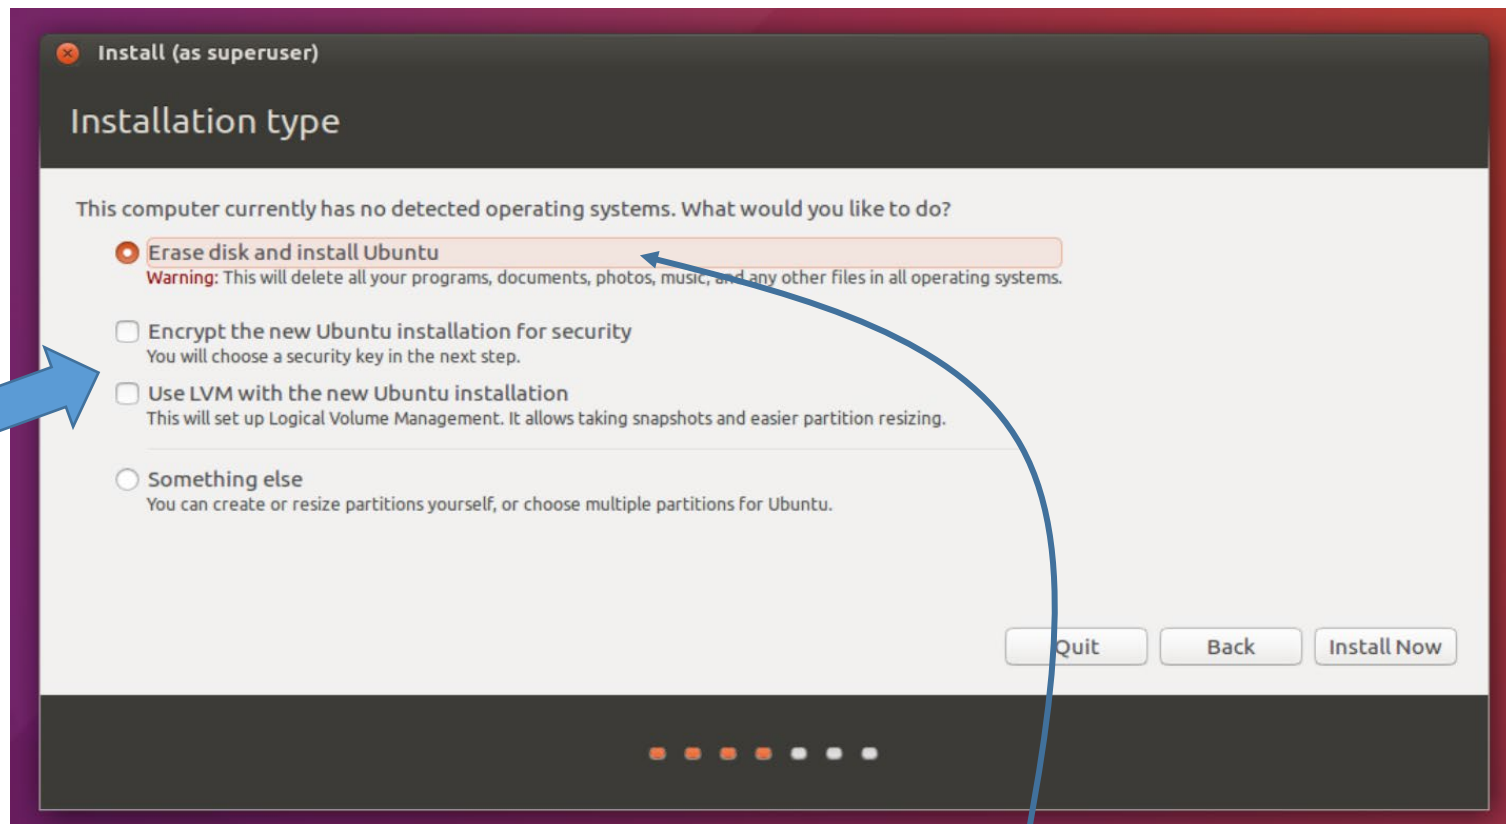 Install (as superuser)
Installation type
This computer currently has no detected operating systems. What would you like to do?
Erase disk and install Ubuntu
Warning: This will delete all your programs, documents, photos, music, and any other files in all operating systems.
Encrypt the new Ubuntu installation for security
You will choose a security key in the next step.
Use LVM with the new Ubuntu installation
This will set up Logical Volume Management. It allows taking snapshots and easier partition resizing.
Something else
You can create or resize partitions yourself, or choose multiple partitions for Ubuntu.
Quit Back Install Now